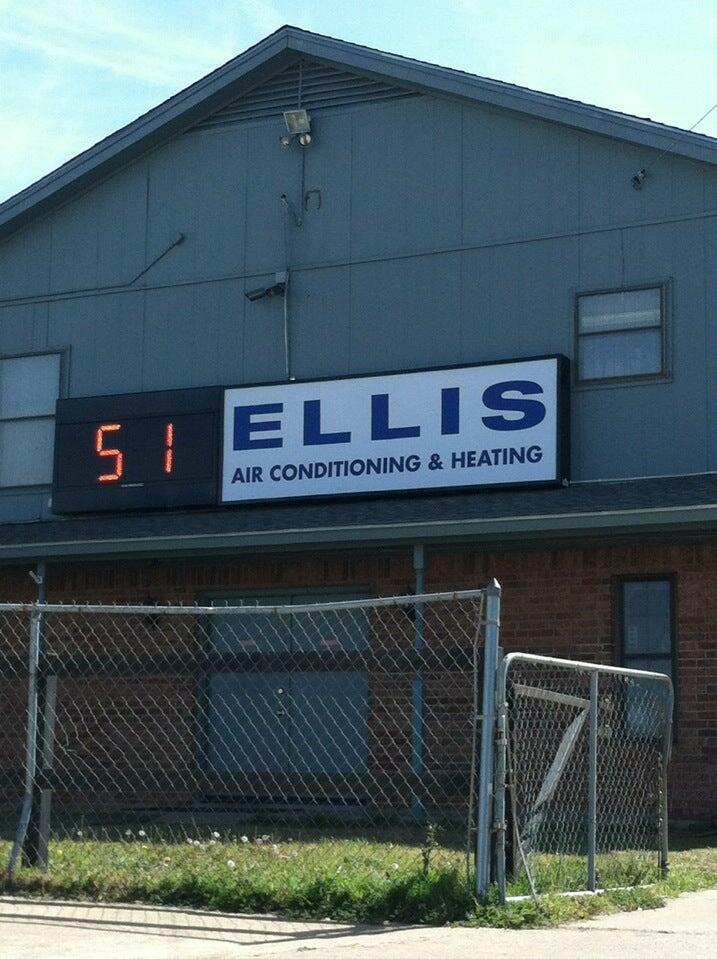 51
ELLIS
AIR CONDITIONING & HEATING